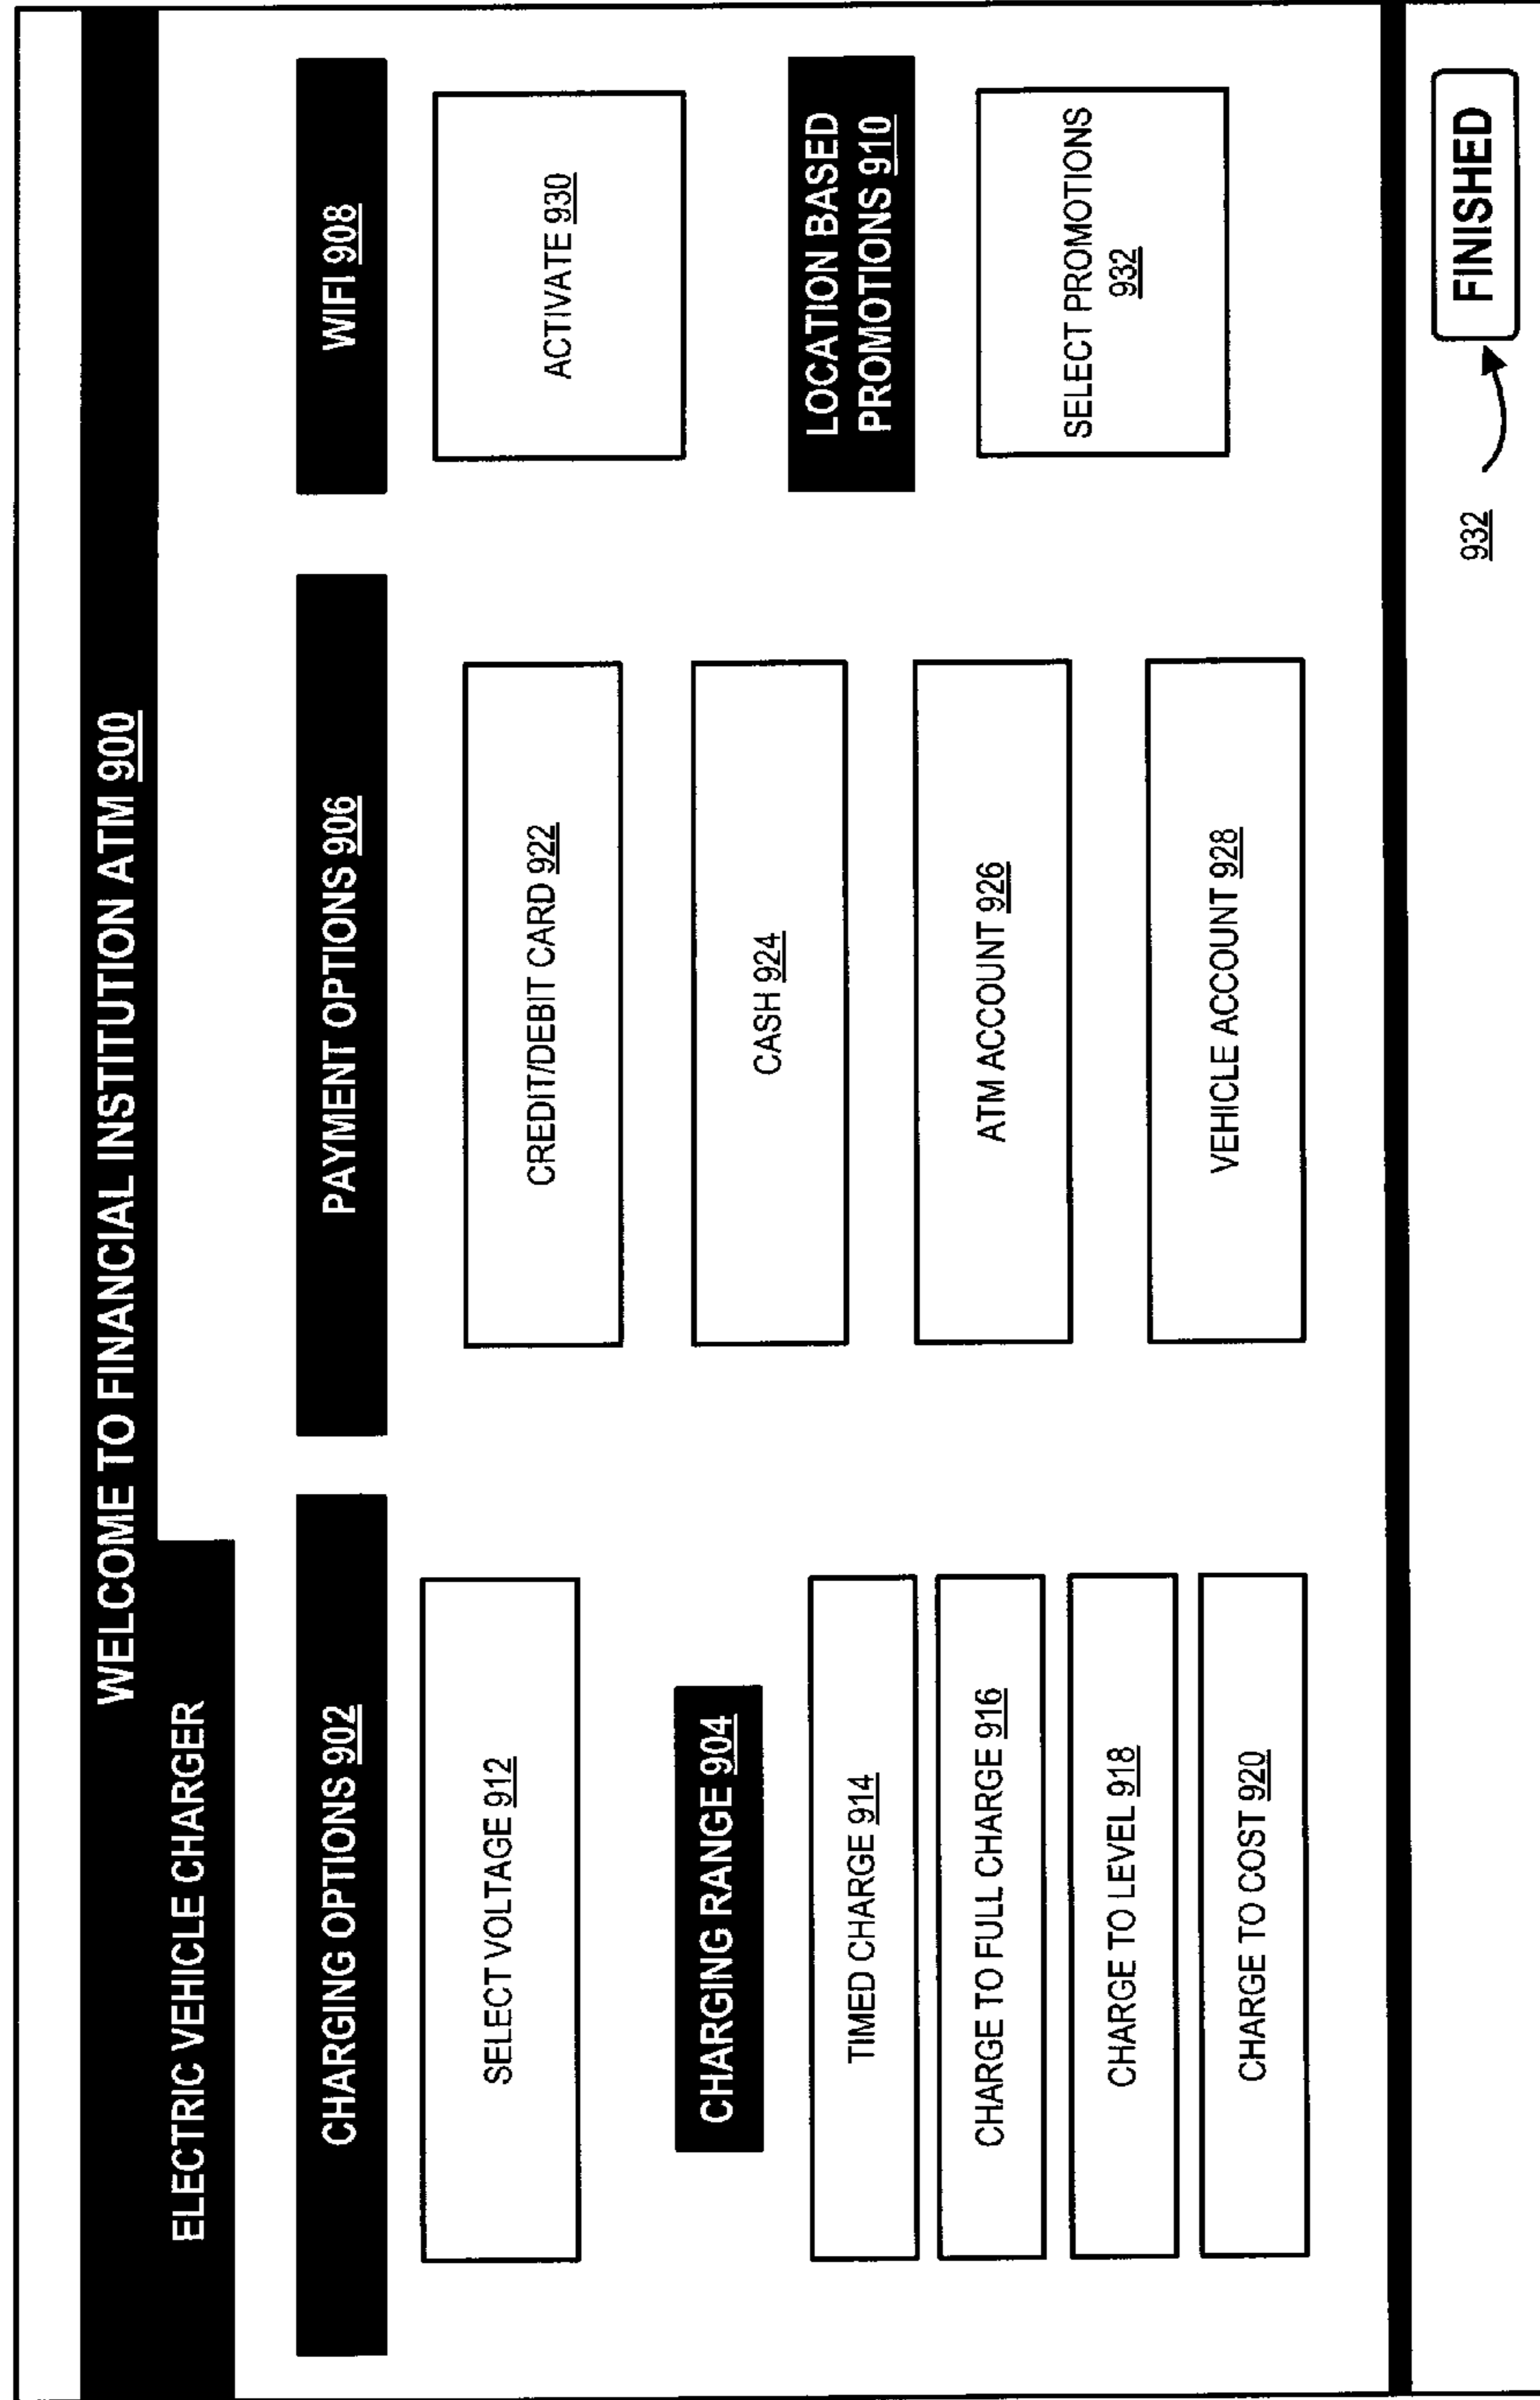 WELCOME TO FINANCIAL INSTITUTION ATM 900
ELECTRIC VEHICLE CHARGER
CHARGING OPTIONS 902
SELECT VOLTAGE 912
CHARGING RANGE 904
TIMED CHARGE 914
CHARGE TO FULL CHARGE 916
CHARGE TO LEVEL 918
CHARGE TO COST 920
PAYMENT OPTIONS 906
CREDIT/DEBIT CARD 922
CASH 924
ATM ACCOUNT 926
VEHICLE ACCOUNT 928
WIFI 908
ACTIVATE 930
LOCATION BASED
PROMOTIONS 910
SELECT PROMOTIONS
932
932
FINISHED